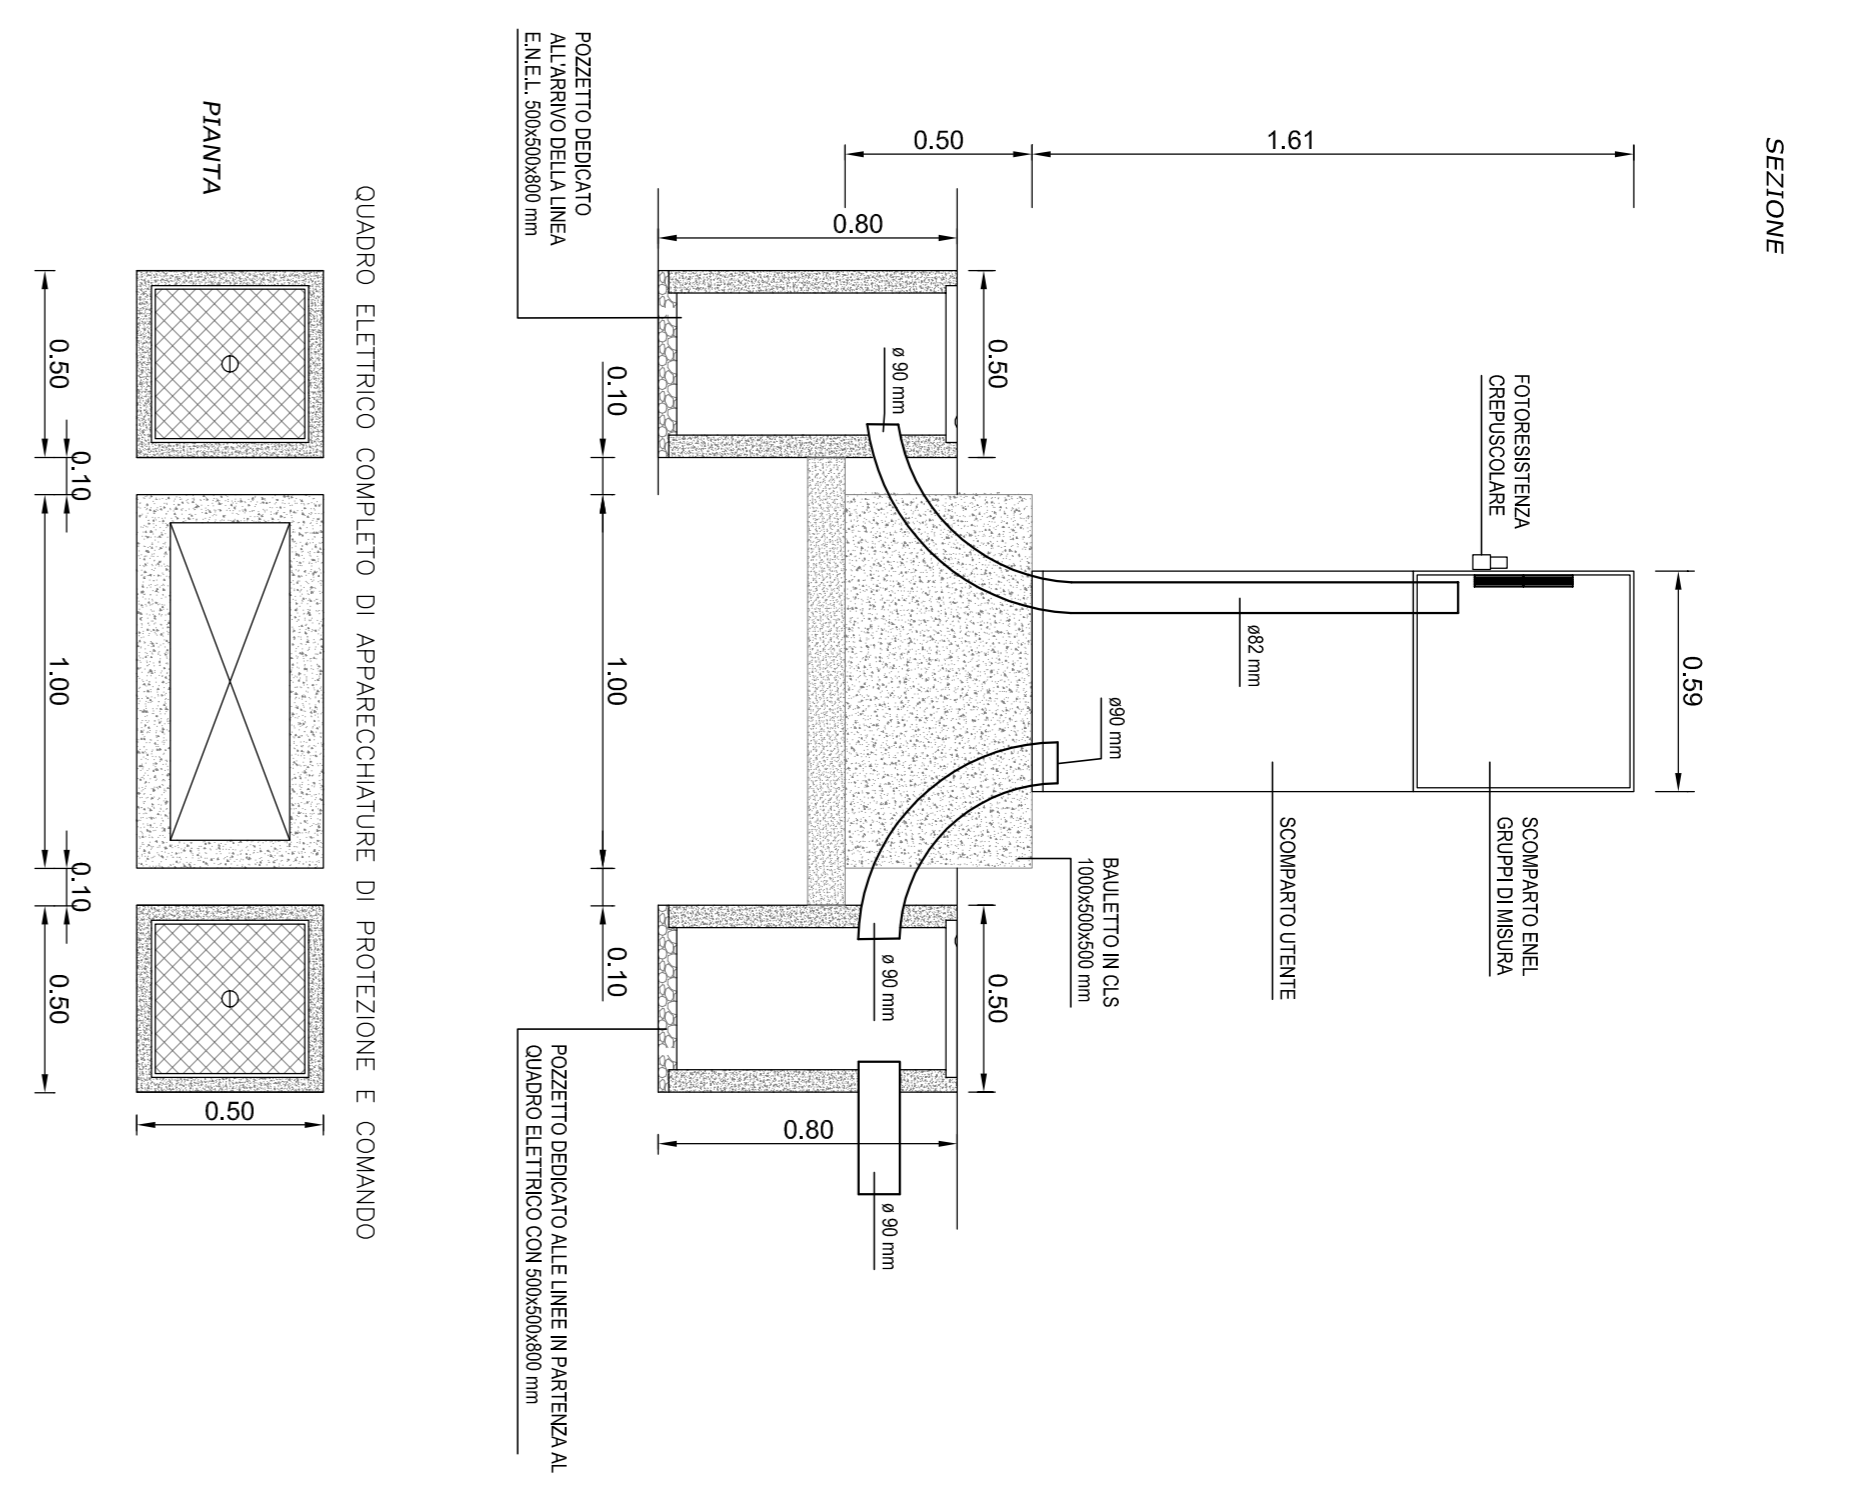 SEZIONE
1.61
0.50
0.80
0.50
FOTORESISTENZA
CREPUSCOLARE
0.59
ø82 mm
ø90 mm
SCOMPARTO ENEL
GRUPPI DI MISURA
SCOMPARTO UTENTE
BAULETTO IN CLS
1000x500x500 mm
ø 90 mm
ø 90 mm
0.50
0.80
ø 90 mm
0.10
1.00
0.10
POZZETTO DEDICATO
ALL'ARRIVO DELLA LINEA
E.N.E.L. 500x500x800 mm
POZZETTO DEDICATO ALLE LINEE IN PARTENZA AL
QUADRO ELETTRICO CON 500x500x800 mm
QUADRO ELETTRICO COMPLETO DI APPARECCHIATURE DI PROTEZIONE E COMANDO
PIANTA
0.50
0.10
1.00
0.10
0.50
0.50